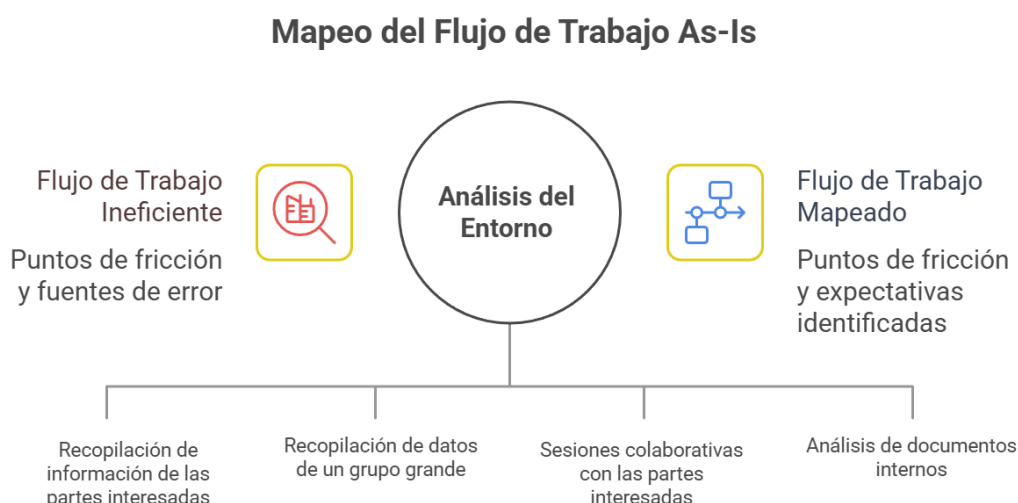 Mapeo del Flujo de Trabajo As-Is
Flujo de Trabajo
Ineficiente
Puntos de fricción
y fuentes de error
Análisis del
Entorno
Flujo de Trabajo
Mapeado
Puntos de fricción
y expectativas
identificadas
Recopilación de
información de las
partes interesadas
Recopilación de datos
de un grupo grande
Sesiones colaborativas
con las partes
interesadas
Análisis de documentos
internos